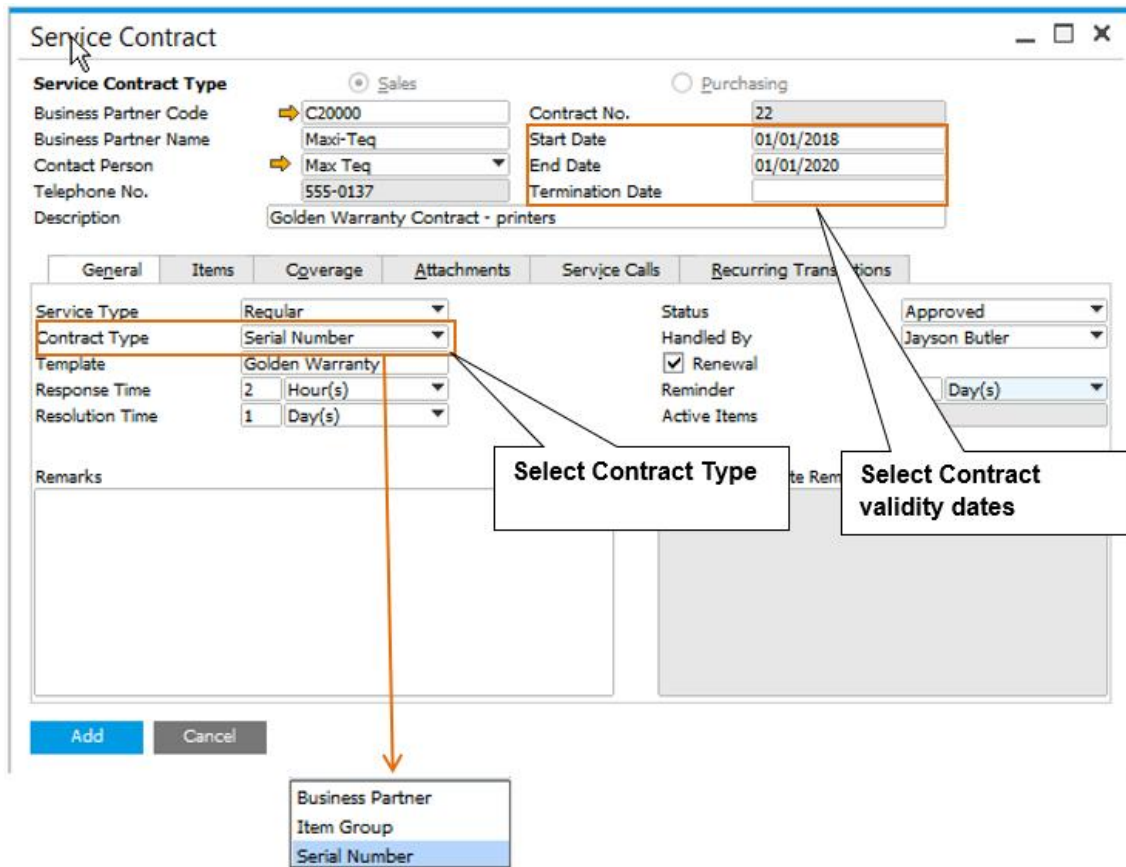 Service Contract
Service Contract Type Sales Purchasing
Business Partner Code C20000 Contract No. 22
Business Partner Name Maxi-Teq Start Date 01/01/2018
Contact Person Max Teq End Date 01/01/2020
Telephone No. 555-0137 Termination Date
Description Golden Warranty Contract - printers
General Items Coverage Attachments Service Calls Recurring
Service Type Regular Status Approved
Contract Type Serial Number Handled By Jayson Butler
Template Golden Warranty Renewal
Response Time 2 Hour(s) Reminder Day(s)
Resolution Time 1 Day(s) Active Items
Select Contract Type
Select Contract
validity dates
Remarks
Add Cancel
Business Partner
Item Group
Serial Number